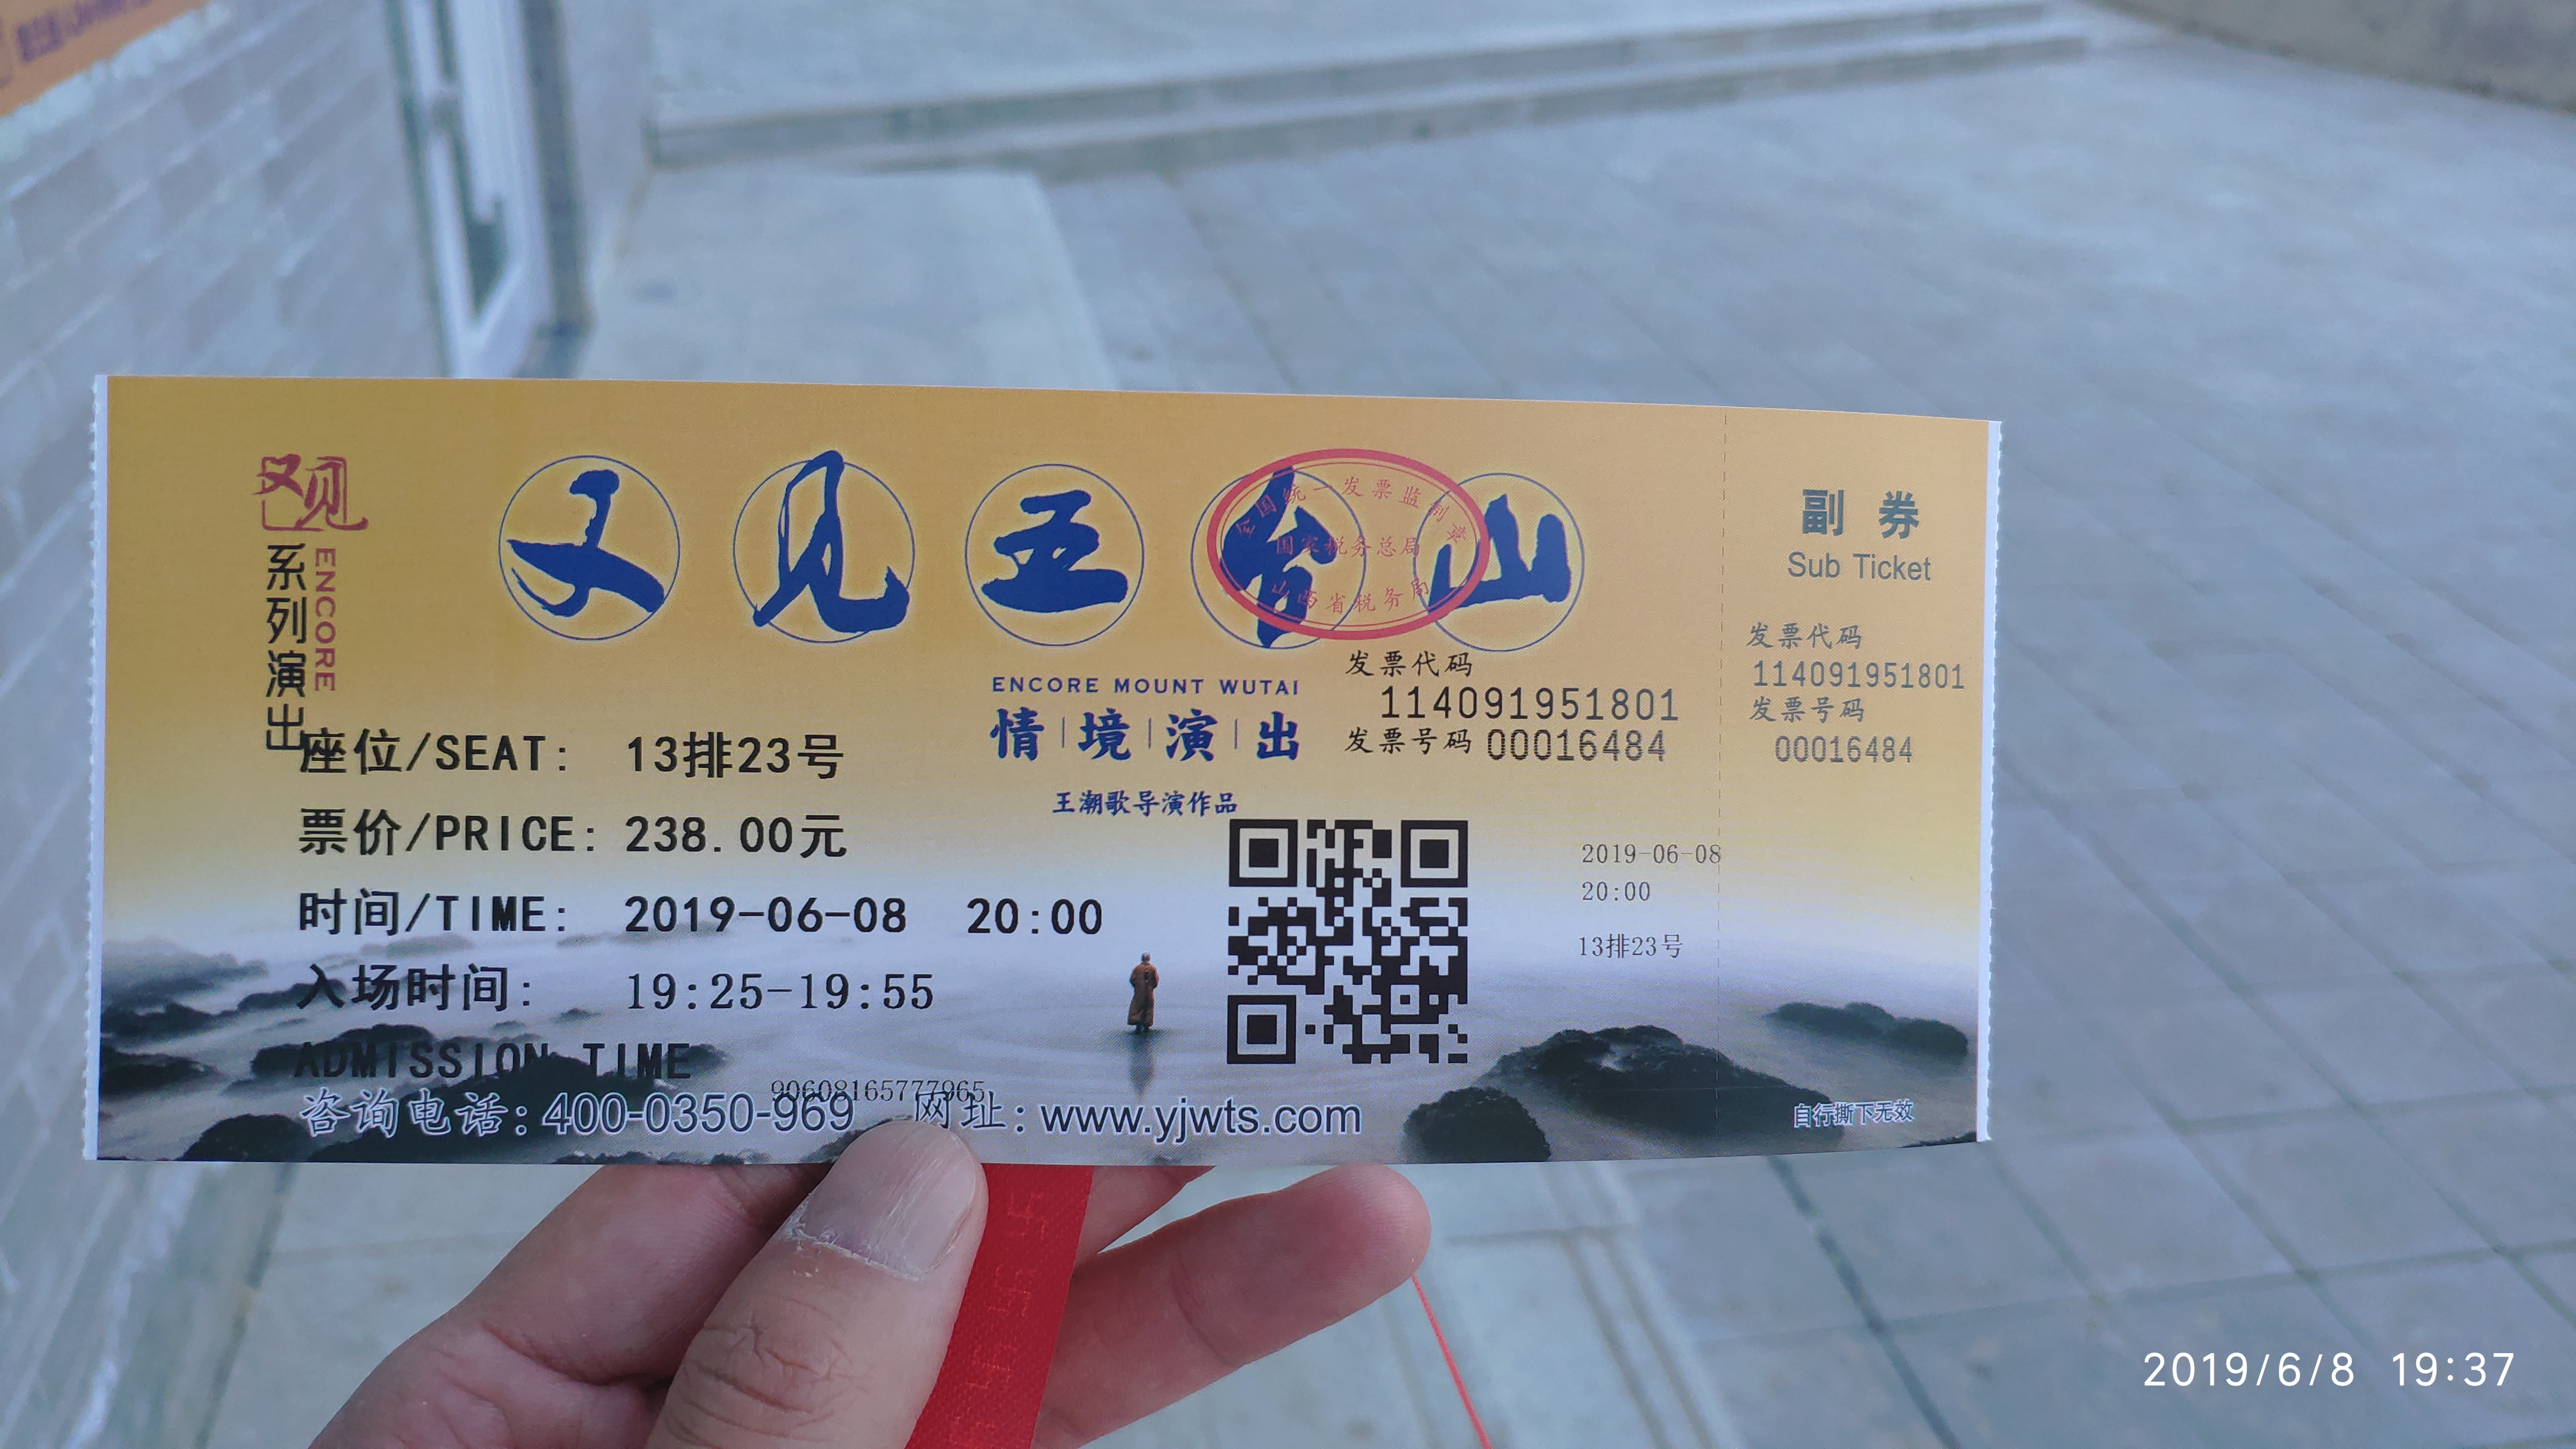 又见
系列演出
ENCORE
又见五台山
全国统一发票监制章
国家税务总局
山西省税务局
ENCORE MOUNT WUTAI
情境演出
王潮歌导演作品
发票代码
114091951801
发票号码 00016484
座位/SEAT: 13排23号
票价/PRICE: 238.00元
时间/TIME: 2019-06-08 20:00
入场时间: 19:25-19:55
ADMISSION TIME
90608165777965
咨询电话: 400-0350-969 网址: www.yjwts.com
2019-06-08
20:00
13排23号
副券
Sub Ticket
发票代码
114091951801
发票号码
00016484
自行撕下无效
2019/6/8 19:37